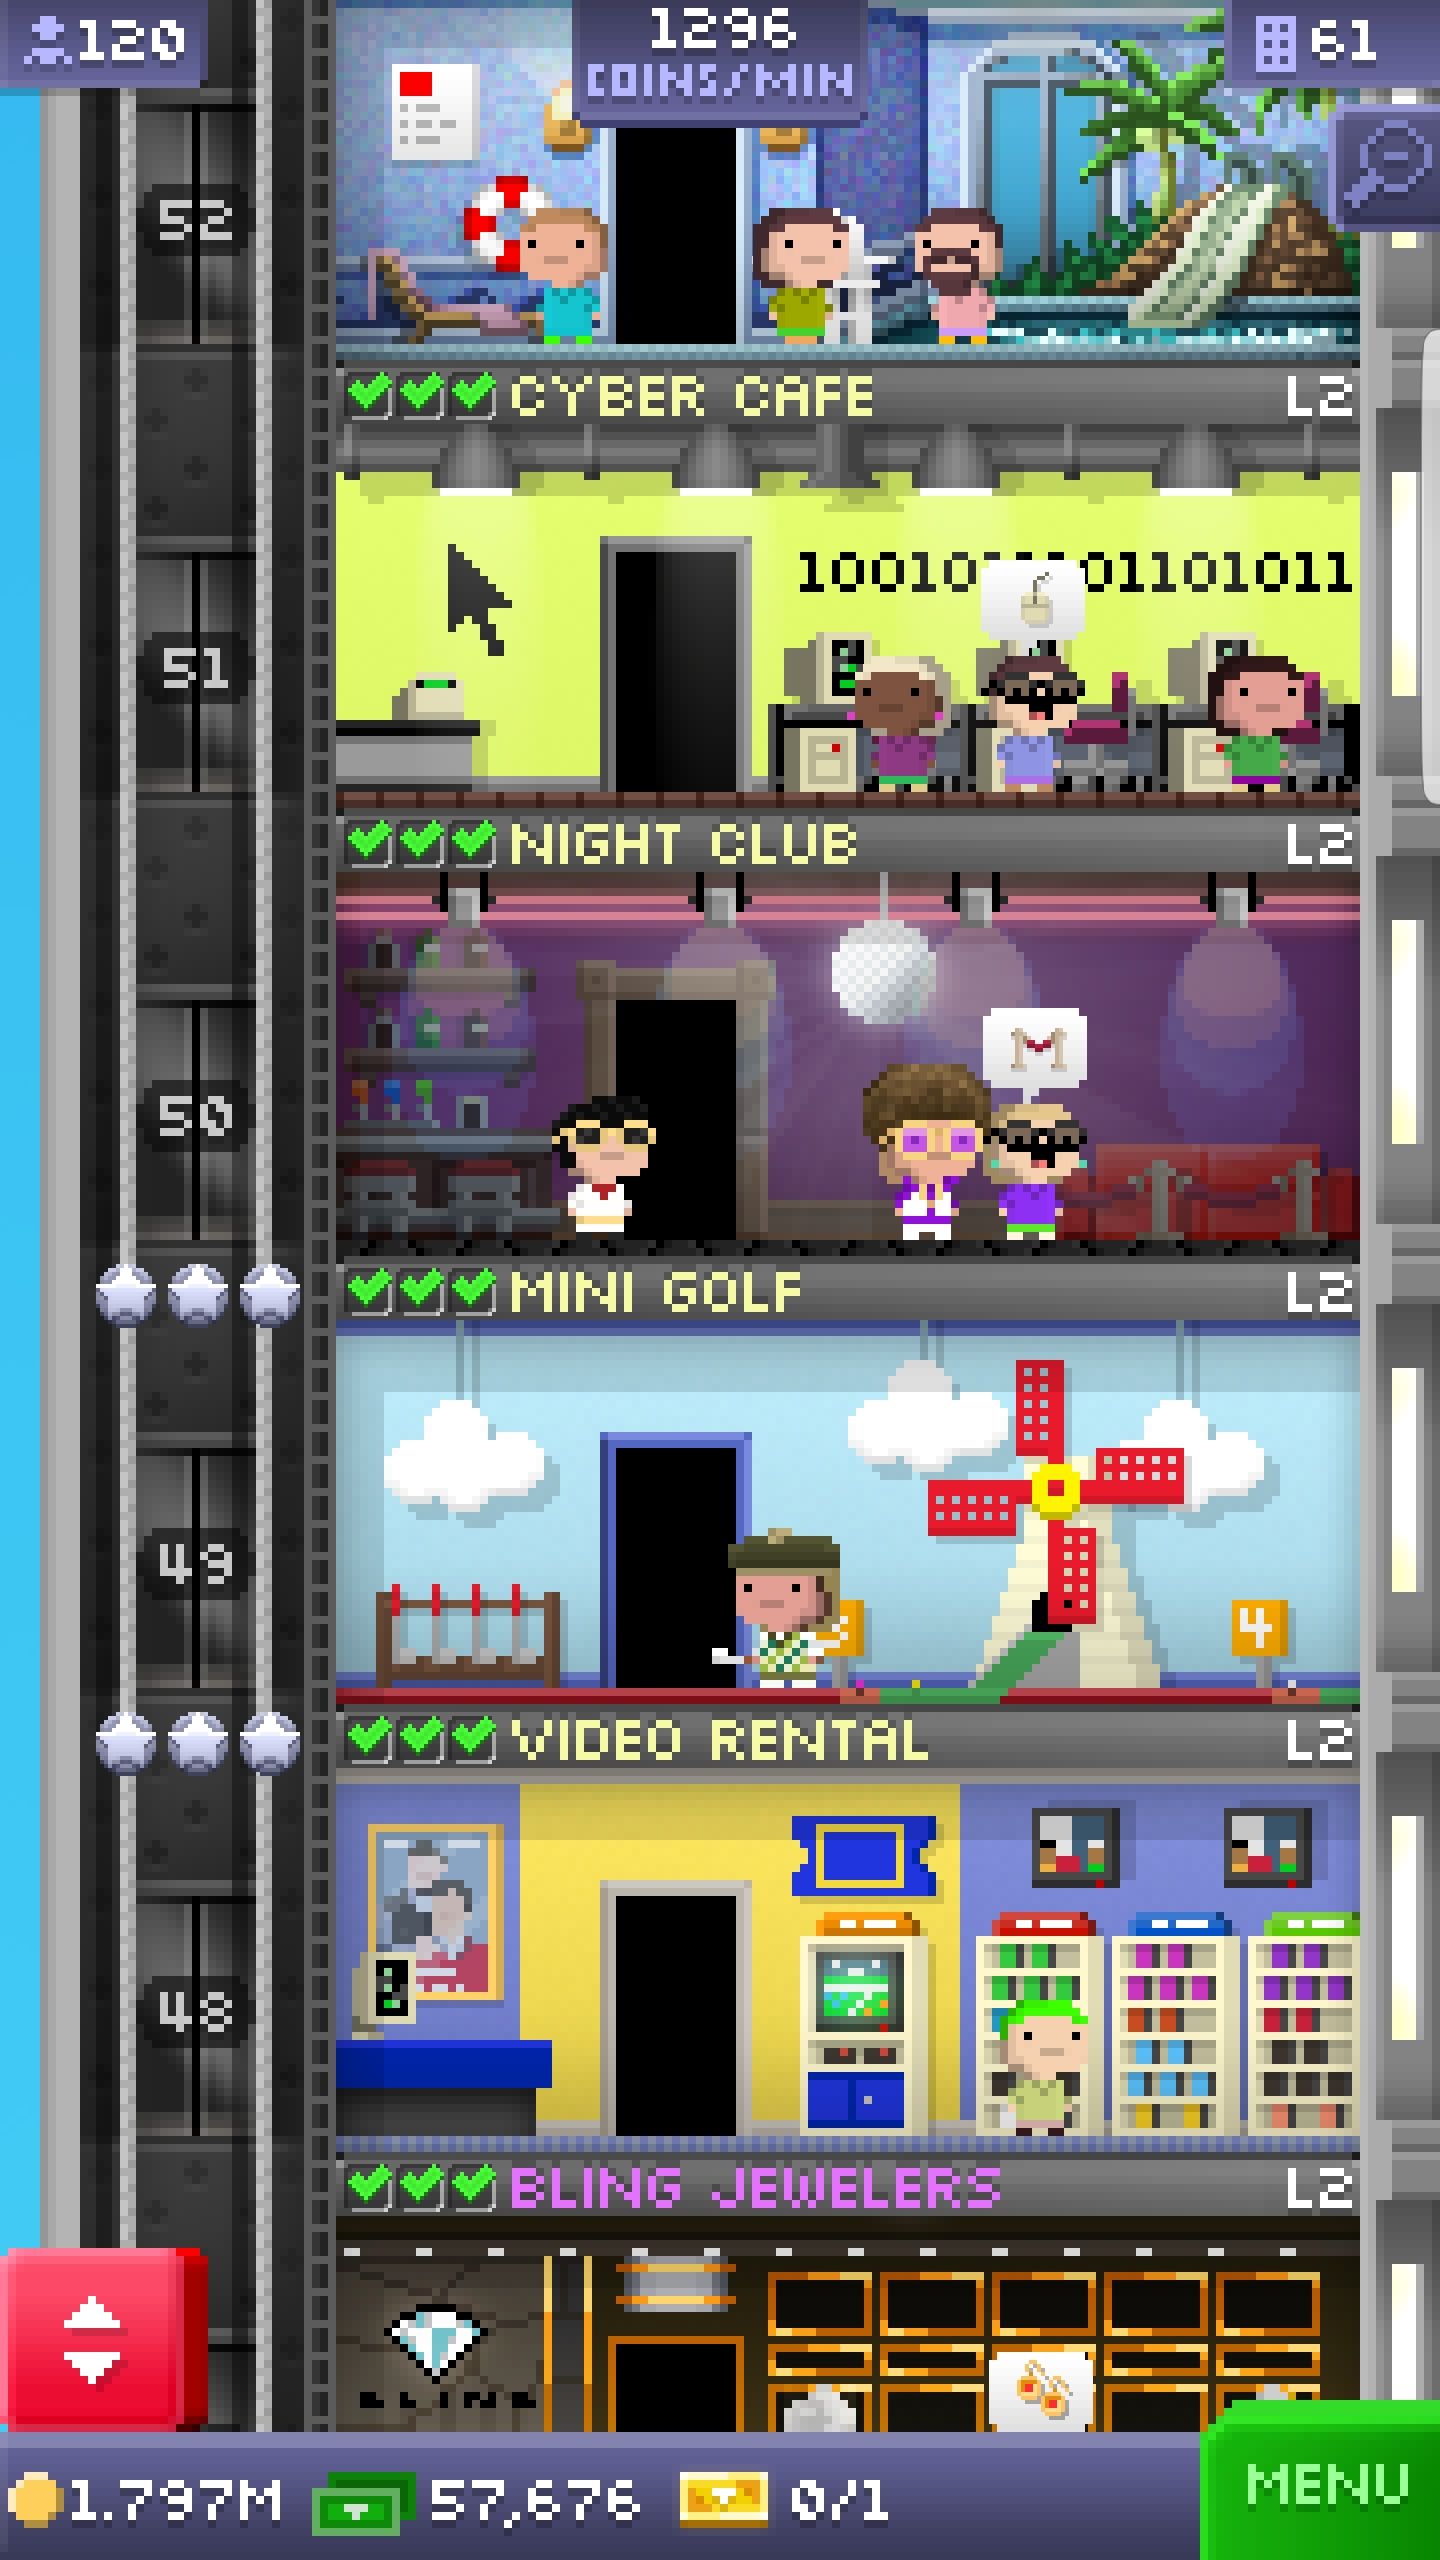 120
1296
COINS/MIN
61
52
CYBER CAFE L2
10010
01101011
51
NIGHT CLUB L2
50
MINI GOLF L2
49
4
VIDEO RENTAL L2
48
BLING JEWELERS L2
BLING
1.797M 57,676 0/1
MENU